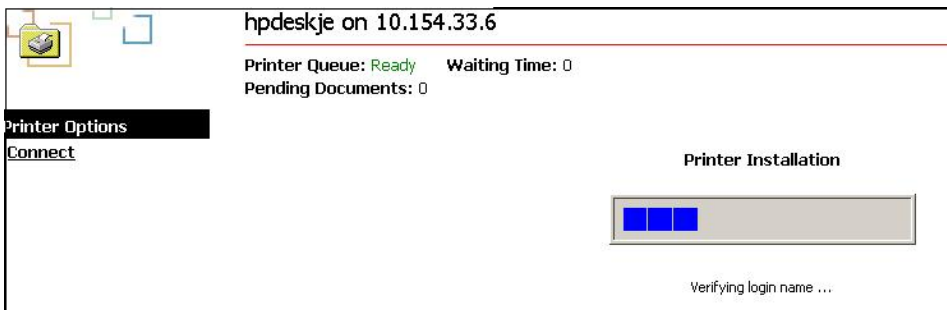 hpdeskje on 10.154.33.6
Printer Queue: Ready Waiting Time: 0
Pending Documents: 0
Printer Options
Connect
Printer Installation
Verifying login name ...